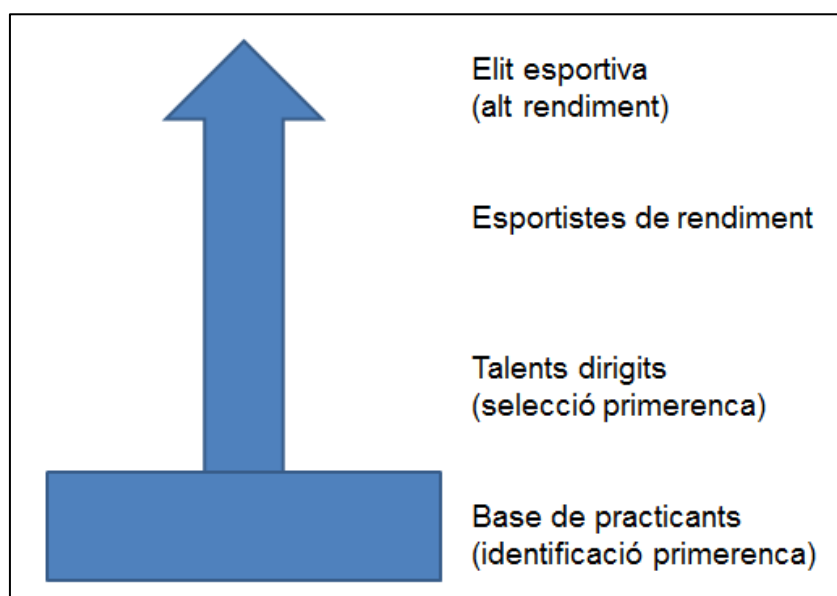 Elit esportiva
(alt rendiment)
Esportistes de rendiment
Talents dirigits
(selecció primerenca)
Base de practicants
(identificació primerenca)